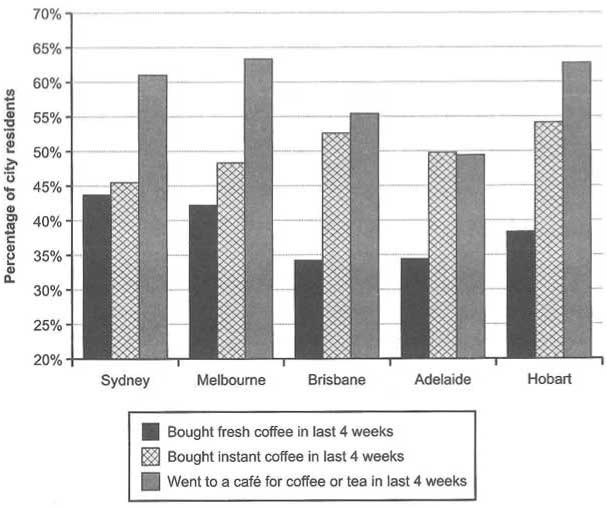 70%
65%
60%
55%
50%
45%
40%
35%
30%
25%
20%
Percentage of city residents
Sydney Melbourne Brisbane Adelaide Hobart
Bought fresh coffee in last 4 weeks
Bought instant coffee in last 4 weeks
Went to a café for coffee or tea in last 4 weeks